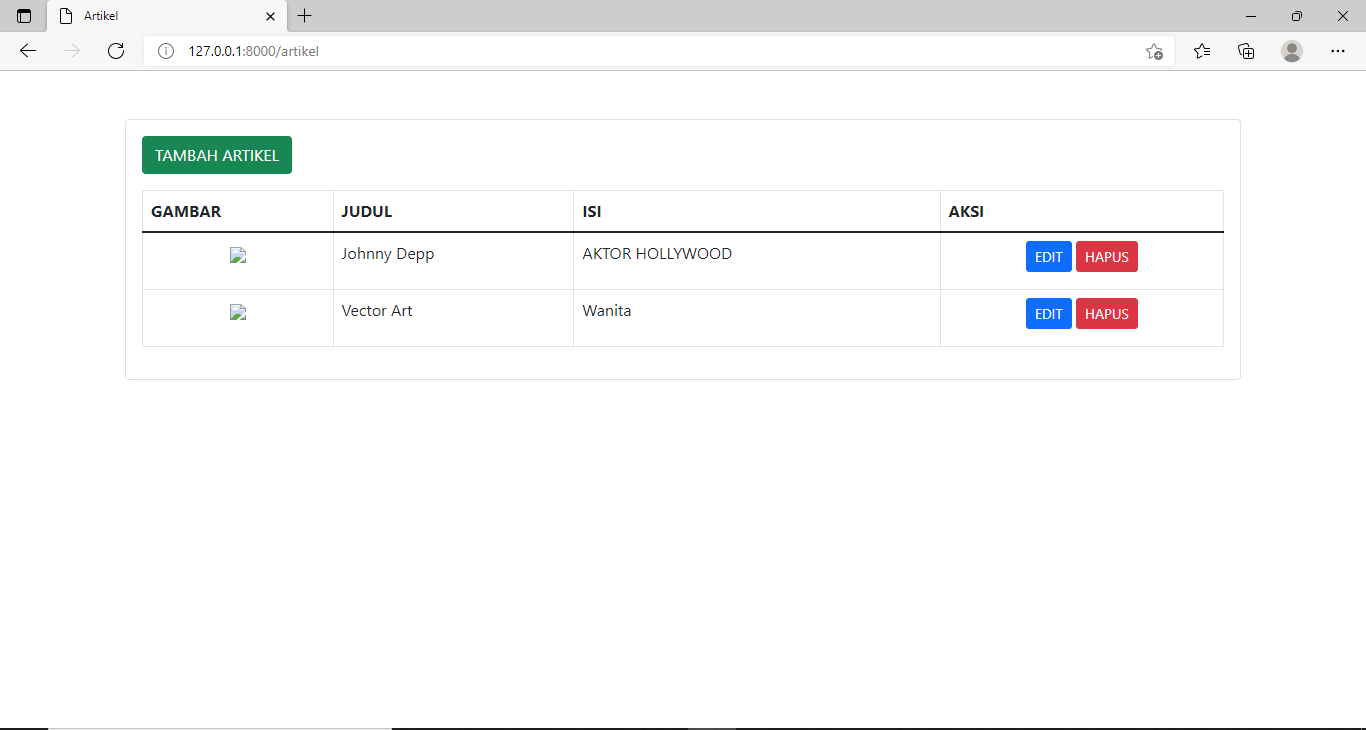 Artikel
127.0.0.1:8000/artikel
TAMBAH ARTIKEL
GAMBAR JUDUL ISI AKSI
Johnny Depp AKTOR HOLLYWOOD EDIT HAPUS
Vector Art Wanita EDIT HAPUS